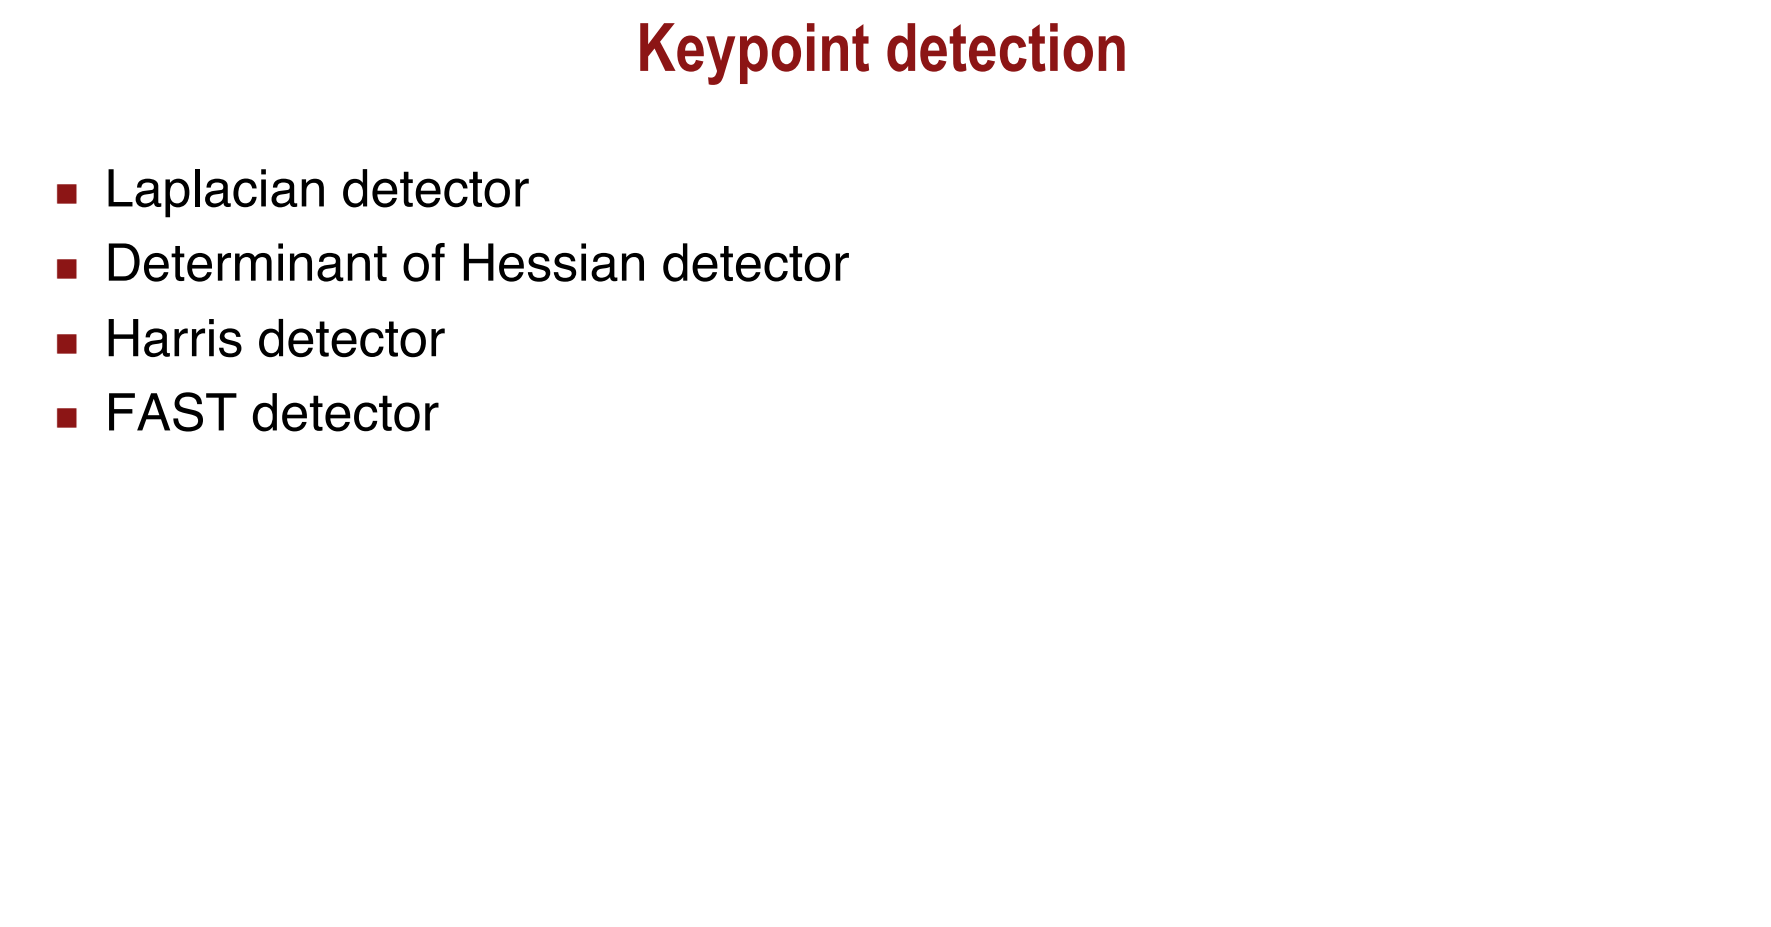 Keypoint detection
Laplacian detector
Determinant of Hessian detector
Harris detector
FAST detector